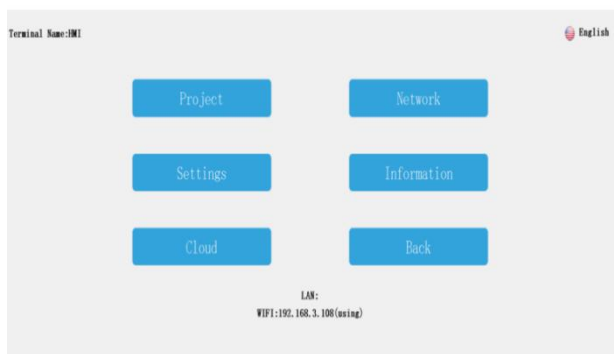 Terminal Name:HMI
English
Project
Network
Settings
Information
Cloud
Back
LAN:
WIFI:192.168.3.108(using)